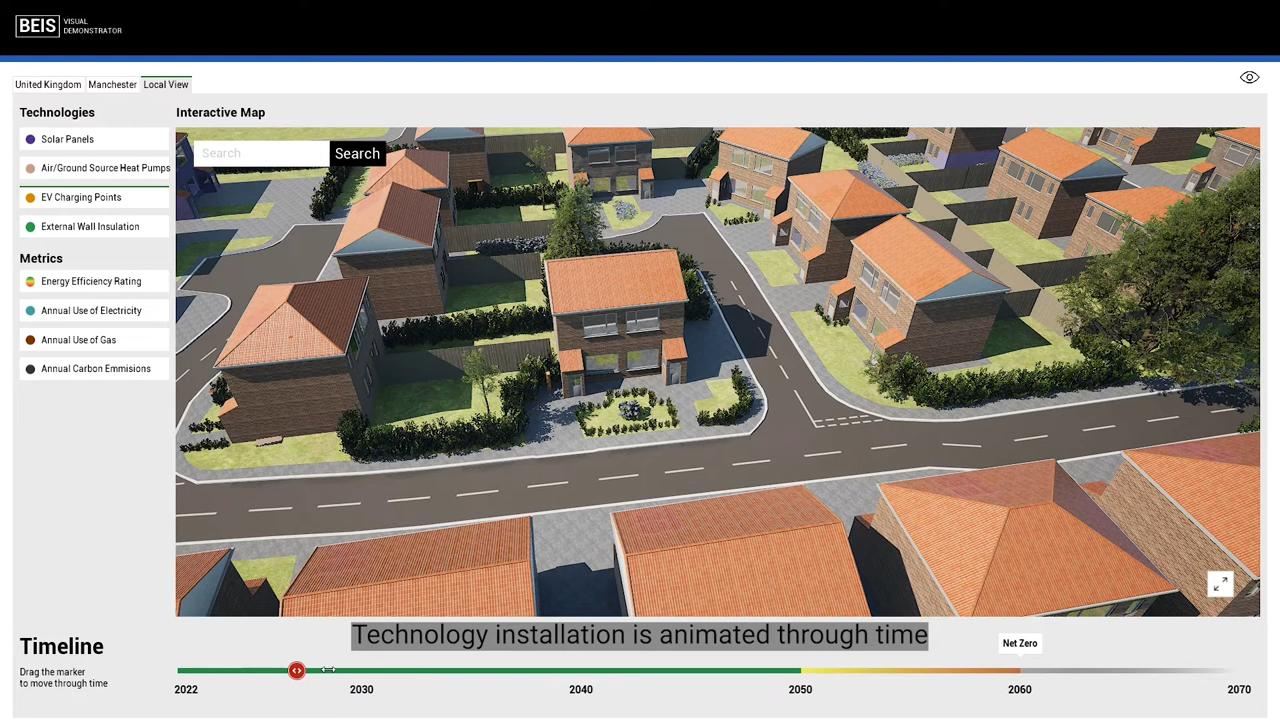 BEIS VISUAL
DEMONSTRATOR
United Kingdom Manchester Local View
Technologies
Solar Panels
Air/Ground Source Heat Pumps
EV Charging Points
External Wall Insulation
Metrics
Energy Efficiency Rating
Annual Use of Electricity
Annual Use of Gas
Annual Carbon Emmisions
Interactive Map
Search Search
Technology installation is animated through time
Timeline
Drag the marker
to move through time
Net Zero
2022 2030 2040 2050 2060 2070